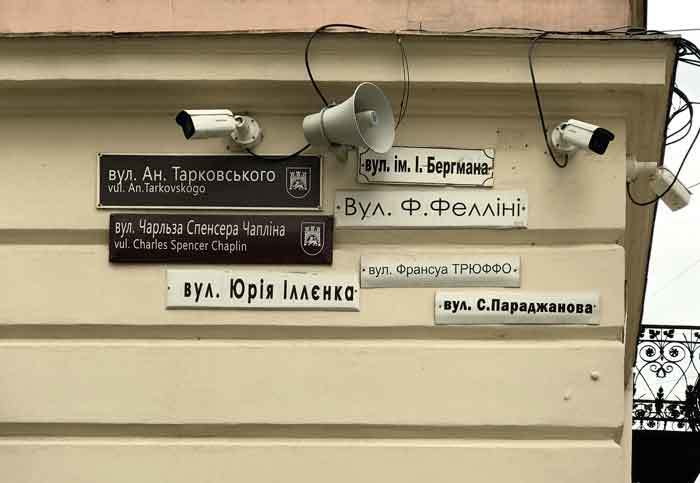 вул. Ан. Тарковського
vul. An.Tarkovskogo
вул. ім. І. Бергмана
Вул. Ф.Фелліні
вул. Чарльза Спенсера Чапліна
vul. Charles Spencer Chaplin
вул. Франсуа ТРЮФФО
вул. Юрія Іллєнка
вул. С.Параджанова